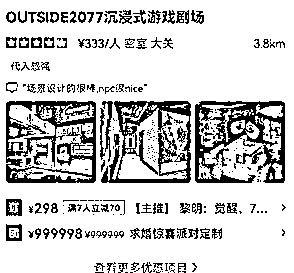 OUTSIDE2077沉浸式游戏剧场
¥333/人 密室 大关 3.8km
代入感强
"场景设计的很棒,npc很nice"
¥298 满7人立减70 【主推】黎明：觉醒、7...
¥999998 ¥999999 求婚惊喜派对定制
查看更多优惠项目